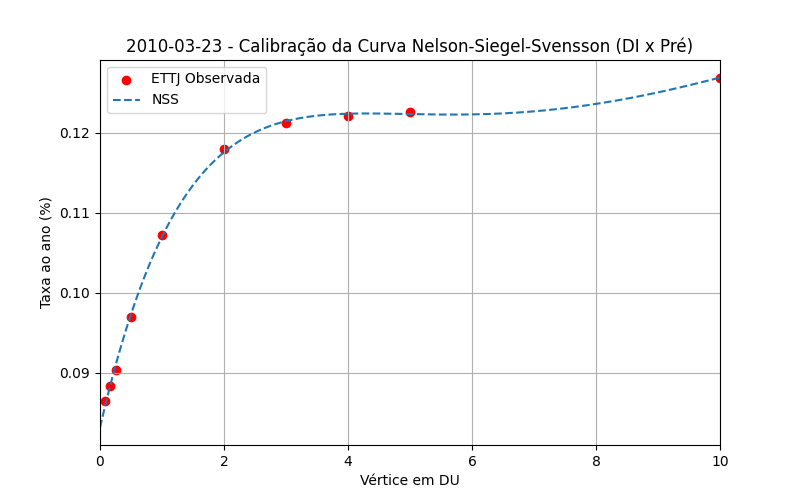 2010-03-23 - Calibração da Curva Nelson-Siegel-Svensson (DI x Pré)
ETTJ Observada
NSS
Taxa ao ano (%)
0.12
0.11
0.10
0.09
0 2 4 6 8 10
Vértice em DU